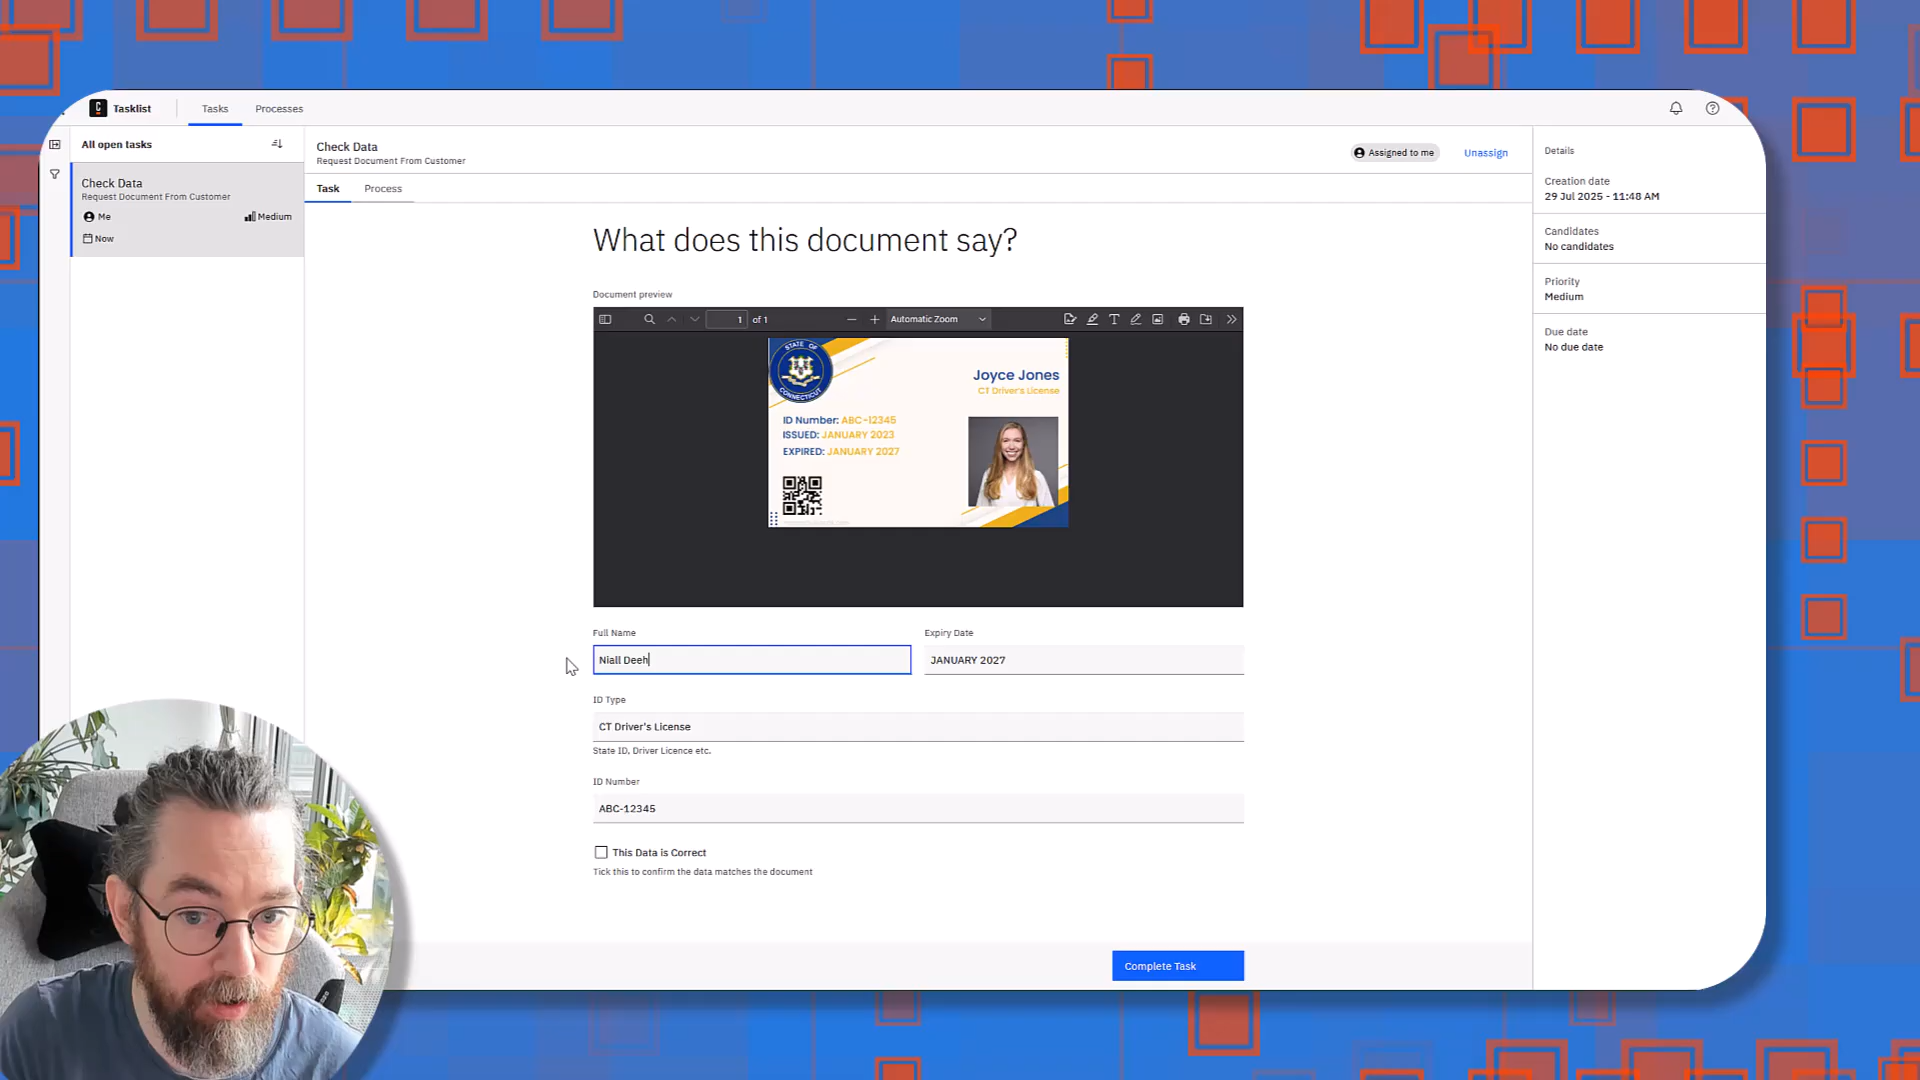 Tasklist
Tasks
Processes
All open tasks
Check Data
Request Document From Customer
Me
Medium
Now
Check Data
Request Document From Customer
Assigned to me
Unassign
Task
Process
What does this document say?
Document preview
1 of 1
Automatic Zoom
STATE OF
CONNECTICUT
Joyce Jones
CT Driver's License
ID Number: ABC-12345
ISSUED: JANUARY 2023
EXPIRED: JANUARY 2027
Full Name
Niall Deeh
Expiry Date
JANUARY 2027
ID Type
CT Driver's License
State ID, Driver Licence etc.
ID Number
ABC-12345
This Data is Correct
Tick this to confirm the data matches the document
Complete Task
Details
Creation date
29 Jul 2025 - 11:48 AM
Candidates
No candidates
Priority
Medium
Due date
No due date